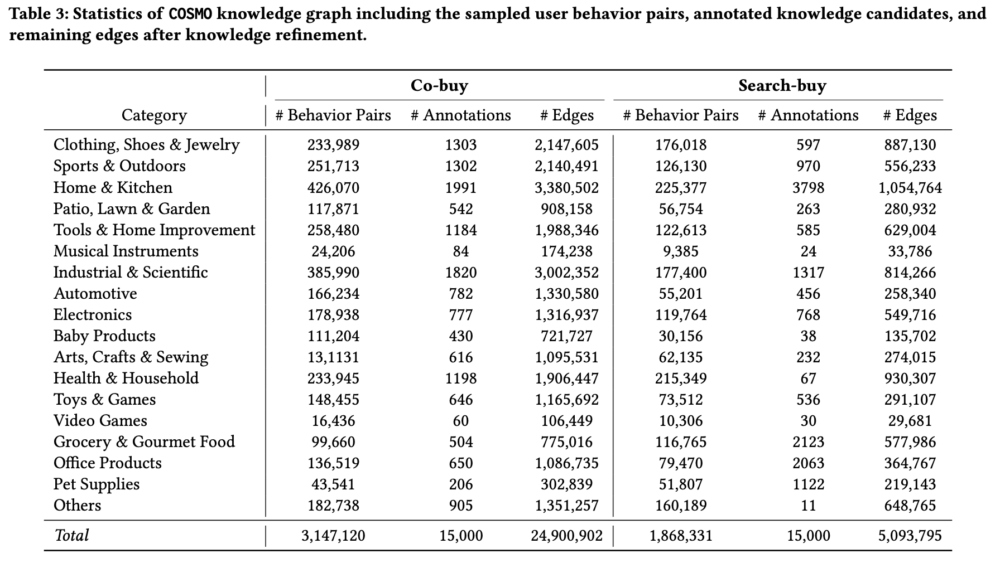 Table 3: Statistics of COSMO knowledge graph including the sampled user behavior pairs, annotated knowledge candidates, and
remaining edges after knowledge refinement.
Co-buy Search-buy
Category # Behavior Pairs # Annotations # Edges # Behavior Pairs # Annotations # Edges
Clothing, Shoes & Jewelry 233,989 1303 2,147,605 176,018 597 887,130
Sports & Outdoors 251,713 1302 2,140,491 126,130 970 556,233
Home & Kitchen 426,070 1991 3,380,502 225,377 3798 1,054,764
Patio, Lawn & Garden 117,871 542 908,158 56,754 263 280,932
Tools & Home Improvement 258,480 1184 1,988,346 122,613 585 629,004
Musical Instruments 24,206 84 174,238 9,385 24 33,786
Industrial & Scientific 385,990 1820 3,002,352 177,400 1317 814,266
Automotive 166,234 782 1,330,580 55,201 456 258,340
Electronics 178,938 777 1,316,937 119,764 768 549,716
Baby Products 111,204 430 721,727 30,156 38 135,702
Arts, Crafts & Sewing 13,1131 616 1,095,531 62,135 232 274,015
Health & Household 233,945 1198 1,906,447 215,349 67 930,307
Toys & Games 148,455 646 1,165,692 73,512 536 291,107
Video Games 16,436 60 106,449 10,306 30 29,681
Grocery & Gourmet Food 99,660 504 775,016 116,765 2123 577,986
Office Products 136,519 650 1,086,735 79,470 2063 364,767
Pet Supplies 43,541 206 302,839 51,807 1122 219,143
Others 182,738 905 1,351,257 160,189 11 648,765
Total 3,147,120 15,000 24,900,902 1,868,331 15,000 5,093,795